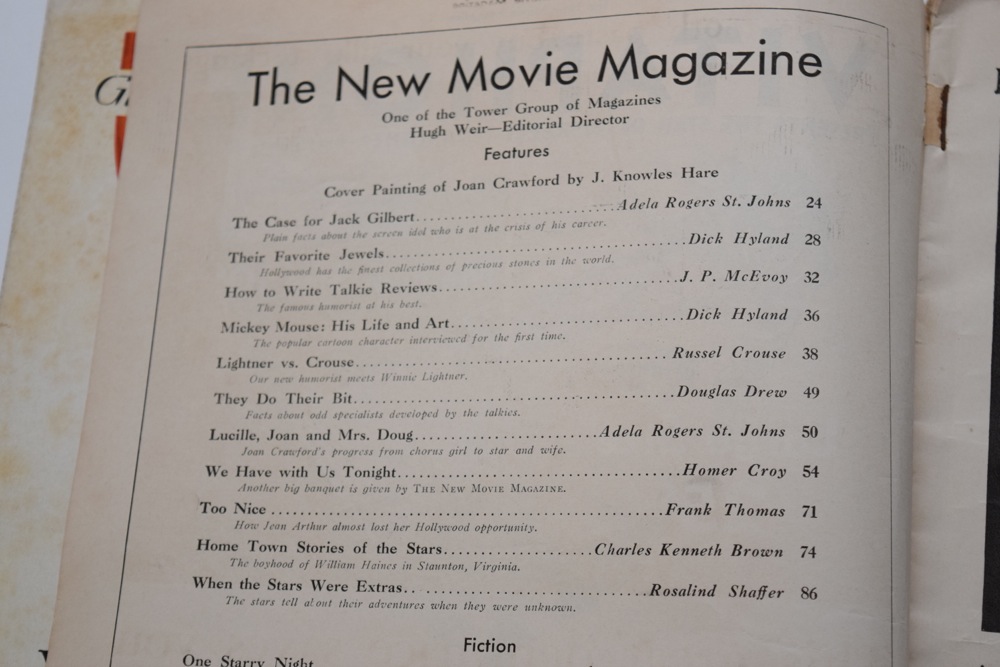 The New Movie Magazine
One of the Tower Group of Magazines
Hugh Weir—Editorial Director
Features
Cover Painting of Joan Crawford by J. Knowles Hare
The Case for Jack Gilbert......................Adela Rogers St. Johns 24
Plain facts about the screen idol who is at the crisis of his career.
Their Favorite Jewels....................................Dick Hyland 28
Hollywood has the finest collections of precious stones in the world.
How to Write Talkie Reviews............................J. P. McEvoy 32
The famous humorist at his best.
Mickey Mouse: His Life and Art...........................Dick Hyland 36
The popular cartoon character interviewed for the first time.
Lightner vs. Crouse.................................... Russel Crouse 38
Our new humorist meets Winnie Lightner.
They Do Their Bit.....................................Douglas Drew 49
Facts about odd specialists developed by the talkies.
Lucille, Joan and Mrs. Doug.....................Adela Rogers St. Johns 50
Joan Crawford's progress from chorus girl to star and wife.
We Have with Us Tonight.................................Homer Croy 54
Another big banquet is given by THE NEW MOVIE MAGAZINE.
Too Nice ..............................................Frank Thomas 71
How Jean Arthur almost lost her Hollywood opportunity.
Home Town Stories of the Stars..................Charles Kenneth Brown 74
The boyhood of William Haines in Staunton, Virginia.
When the Stars Were Extras.............................Rosalind Shaffer 86
The stars tell about their adventures when they were unknown.
Fiction
One Starry Night